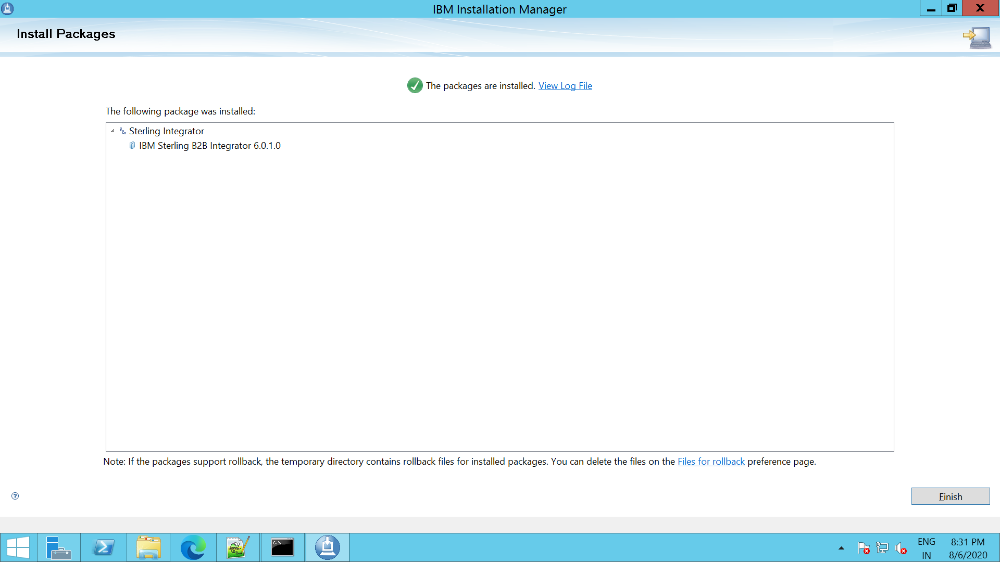 IBM Installation Manager
Install Packages
The packages are installed. View Log File
The following package was installed:
Sterling Integrator
IBM Sterling B2B Integrator 6.0.1.0
Note: If the packages support rollback, the temporary directory contains rollback files for installed packages. You can delete the files on the Files for rollback preference page.
Finish
C:\_
ENG
IN
8:31 PM
8/6/2020